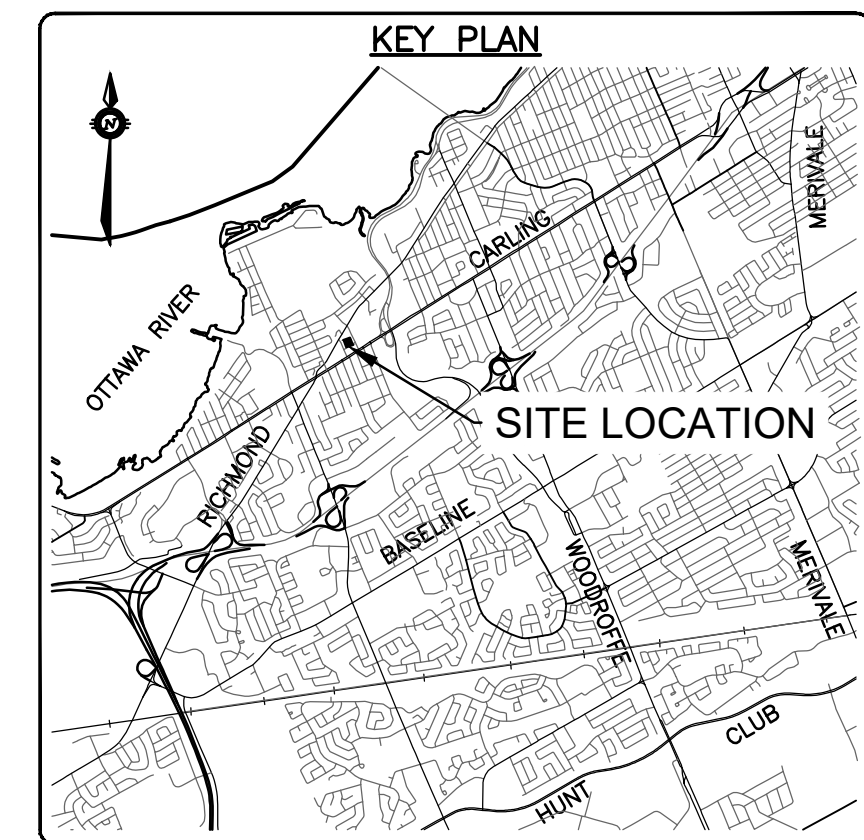 KEY PLAN
N
MERIVALE
CARLING
OTTAWA RIVER
SITE LOCATION
RICHMOND
BASELINE
WOODROFFE
MERIVALE
CLUB
HUNT